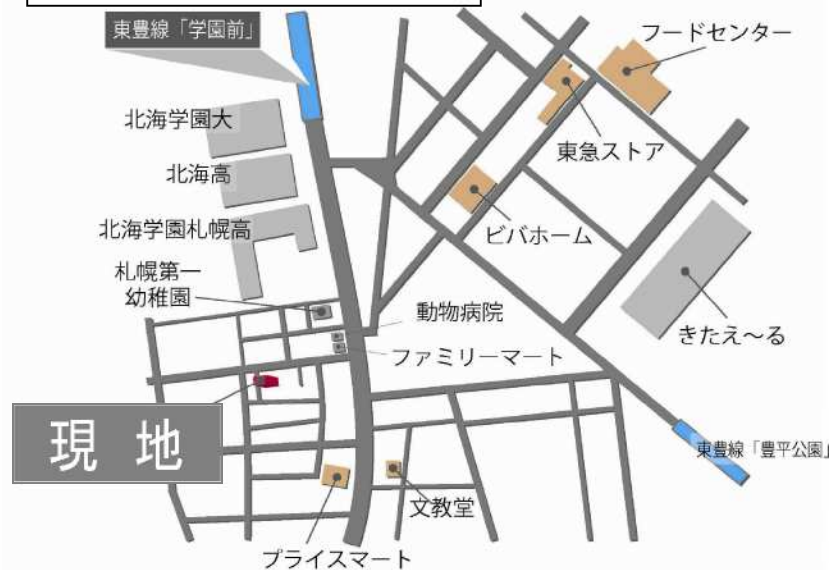 東豊線「学園前」
フードセンター
北海学園大
東急ストア
北海高
北海学園札幌高
ビバホーム
札幌第一
幼稚園
動物病院
きたえ～る
ファミリーマート
現 地
東豊線「豊平公園」
文教堂
プライスマート